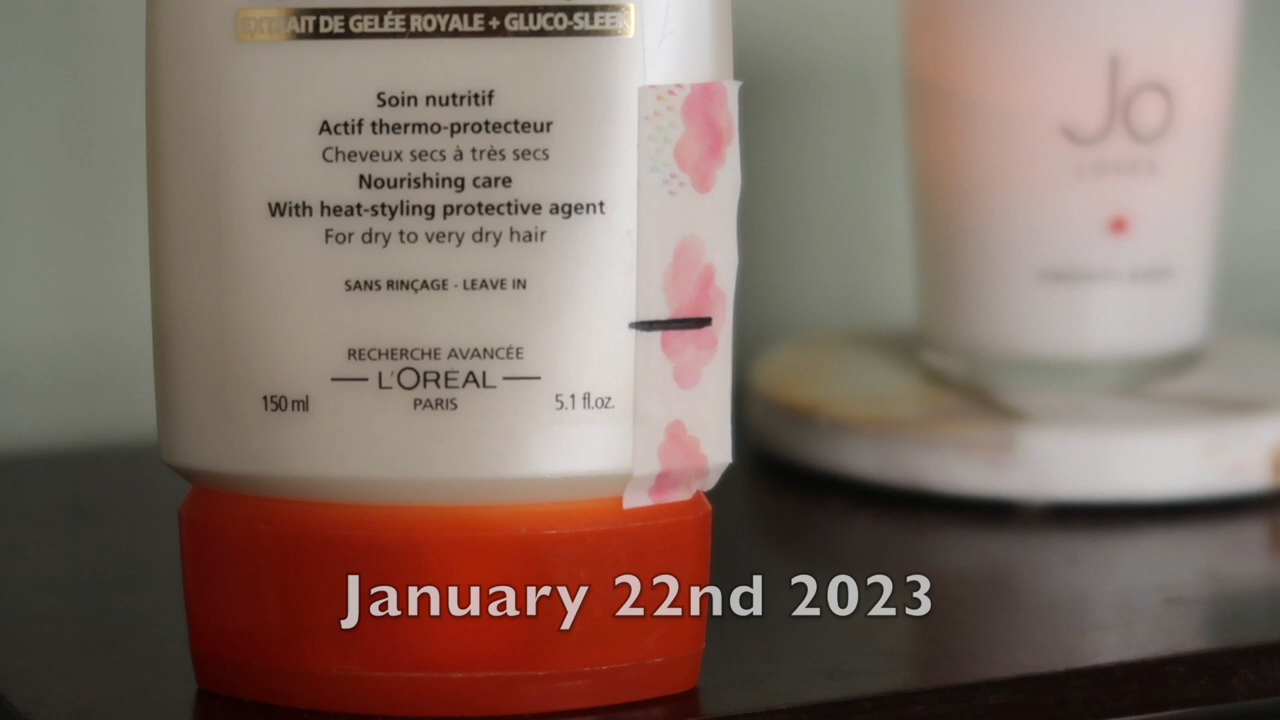 EXTRAIT DE GELÉE ROYALE + GLUCO-SLEEK
Soin nutritif
Actif thermo-protecteur
Cheveux secs à très secs
Nourishing care
With heat-styling protective agent
For dry to very dry hair
SANS RINÇAGE - LEAVE IN
RECHERCHE AVANCÉE
L'ORÉAL
PARIS
150 ml
5.1 fl.oz.
Jo
January 22nd 2023